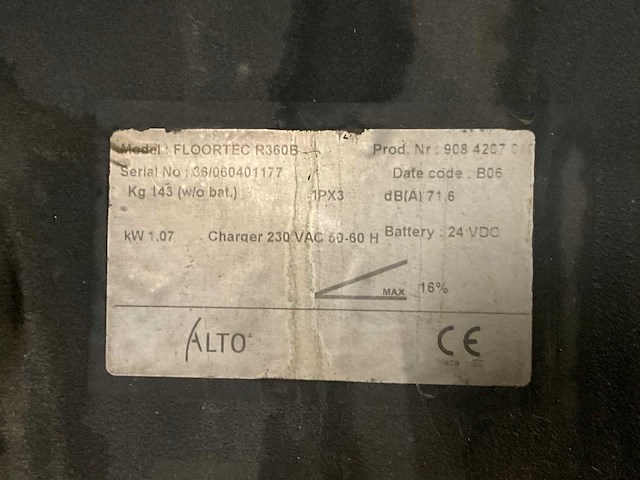 Model : FLOORTEC R360B Prod. Nr : 908 4207
Serial No : 36/060401177 Date code : B06
Kg 143 (w/o bat.) IPX3 dB(A) 71,6
kW 1.07 Charger 230 VAC 50-60 H Battery : 24 VDC
MAX 16%
ALTO CE